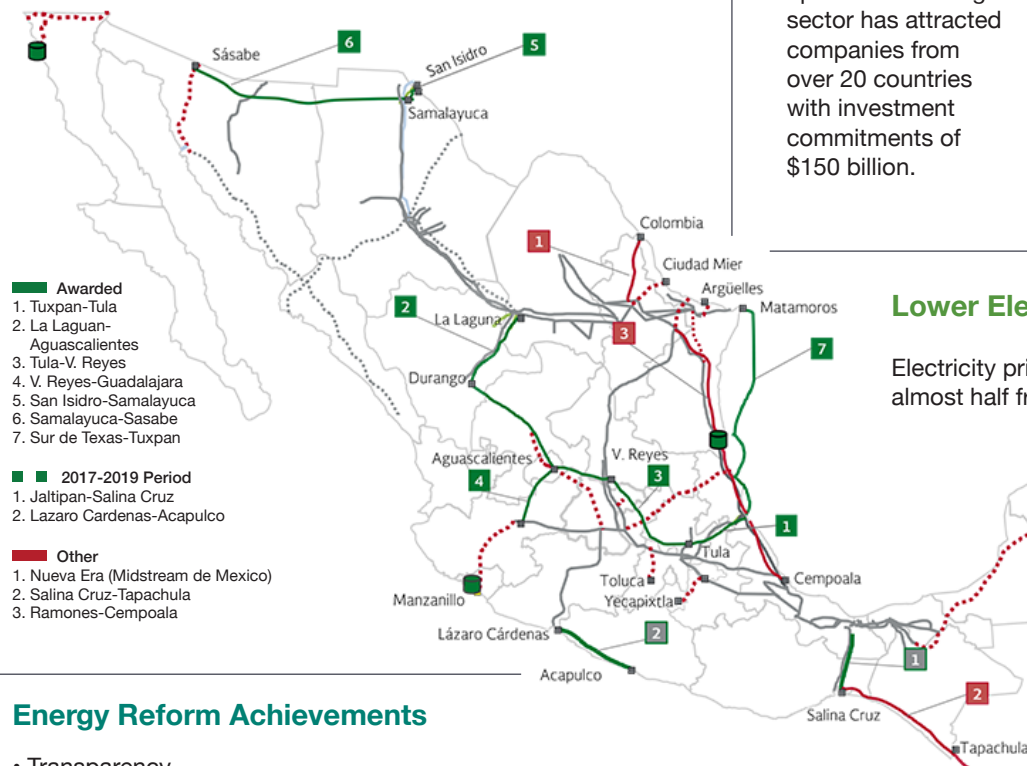 sector has attracted
companies from
over 20 countries
with investment
commitments of
$150 billion.
6
5
Sásabe
San Isidro
Samalayuca
Colombia
1
Ciudad Mier
Argüelles
Matamoros
2
La Laguna
3
7
Durango
Lower Ele
Electricity pri
almost half fr
Awarded
1. Tuxpan-Tula
2. La Laguan-
Aguascalientes
3. Tula-V. Reyes
4. V. Reyes-Guadalajara
5. San Isidro-Samalayuca
6. Samalayuca-Sasabe
7. Sur de Texas-Tuxpan
2017-2019 Period
1. Jaltipan-Salina Cruz
2. Lazaro Cardenas-Acapulco
Other
1. Nueva Era (Midstream de Mexico)
2. Salina Cruz-Tapachula
3. Ramones-Cempoala
Aguascalientes
V. Reyes
4
3
1
Tula
Toluca
Cempoala
Yecapixtla
Manzanillo
Lázaro Cárdenas
2
1
Acapulco
2
Salina Cruz
Tapachula
Energy Reform Achievements
• Transparency